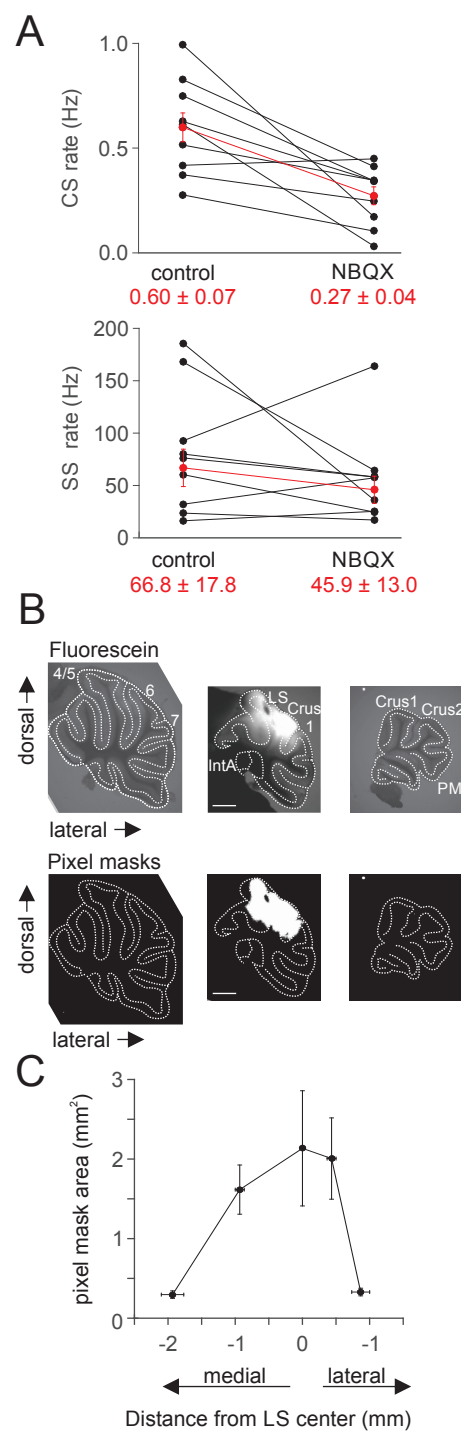 A
CS rate (Hz)
1.0
0.5
0.0
control
NBQX
0.60 ± 0.07
0.27 ± 0.04
SS rate (Hz)
200
150
100
50
0
control
NBQX
66.8 ± 17.8
45.9 ± 13.0
B
Fluorescein
dorsal
4/5
6
7
LS
Crus
1
IntA
Crus1
Crus2
PM
lateral
Pixel masks
dorsal
lateral
C
pixel mask area (mm²)
3
2
1
0
-2
-1
0
-1
medial
lateral
Distance from LS center (mm)